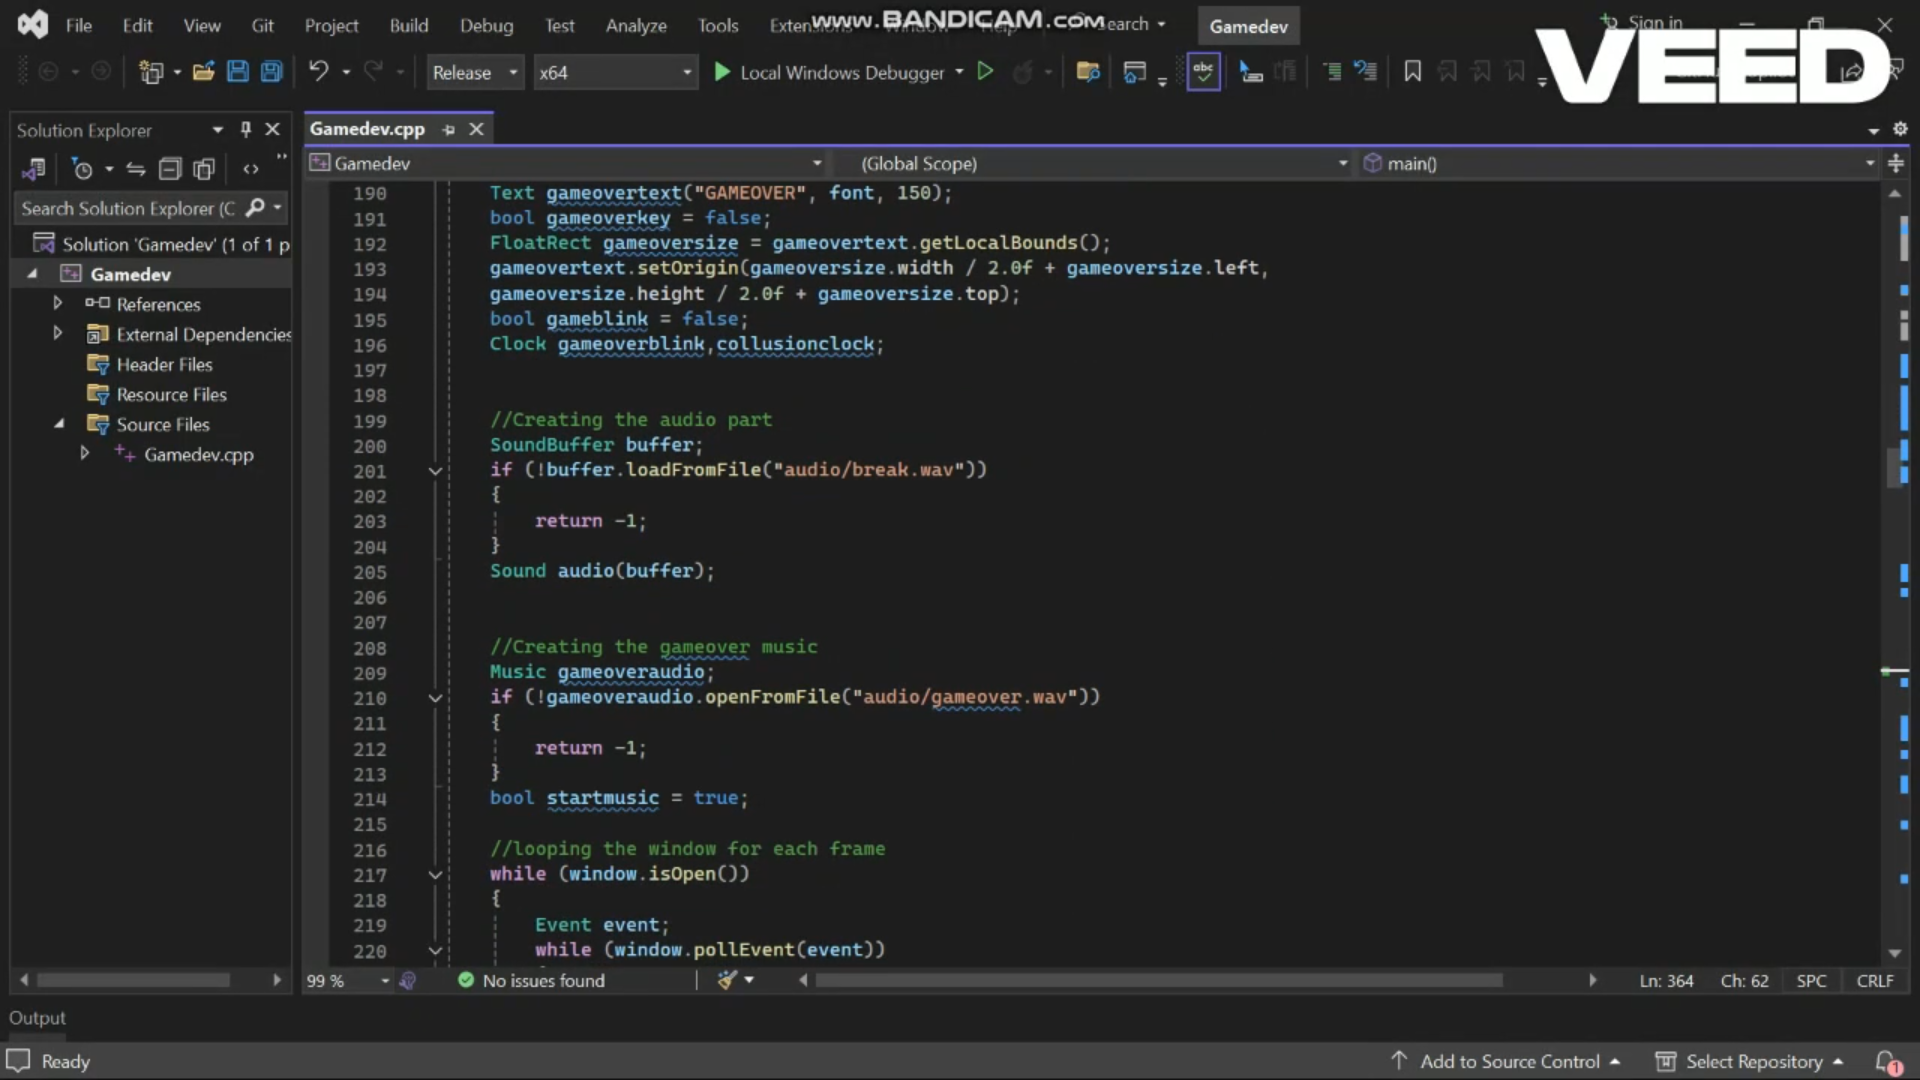 File Edit View Git Project Build Debug Test Analyze Tools Extensions Window Help Search Gamedev Sign in
www.BANDICAM.com
VEED
Release x64 Local Windows Debugger
Solution Explorer
Search Solution Explorer (C
Solution 'Gamedev' (1 of 1 p
Gamedev
References
External Dependencies
Header Files
Resource Files
Source Files
Gamedev.cpp
Gamedev.cpp
Gamedev (Global Scope) main()
190 Text gameovertext("GAMEOVER", font, 150);
191 bool gameoverkey = false;
192 FloatRect gameoversize = gameovertext.getLocalBounds();
193 gameovertext.setOrigin(gameoversize.width / 2.0f + gameoversize.left,
194 gameoversize.height / 2.0f + gameoversize.top);
195 bool gameblink = false;
196 Clock gameoverblink,collusionclock;
197
198
199 //Creating the audio part
200 SoundBuffer buffer;
201 if (!buffer.loadFromFile("audio/break.wav"))
202 {
203 return -1;
204 }
205 Sound audio(buffer);
206
207
208 //Creating the gameover music
209 Music gameoveraudio;
210 if (!gameoveraudio.openFromFile("audio/gameover.wav"))
211 {
212 return -1;
213 }
214 bool startmusic = true;
215
216 //looping the window for each frame
217 while (window.isOpen())
218 {
219 Event event;
220 while (window.pollEvent(event))
99 % No issues found Ln: 364 Ch: 62 SPC CRLF
Output
Ready Add to Source Control Select Repository 1